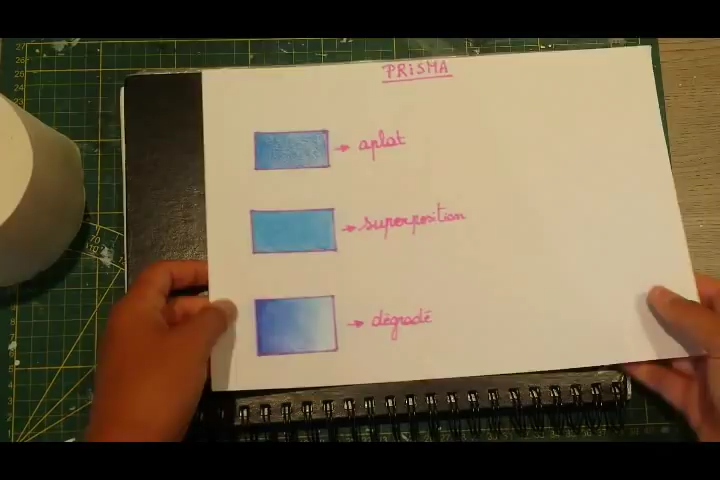 PRISMA
→ aplat
→ superposition
→ dégradé